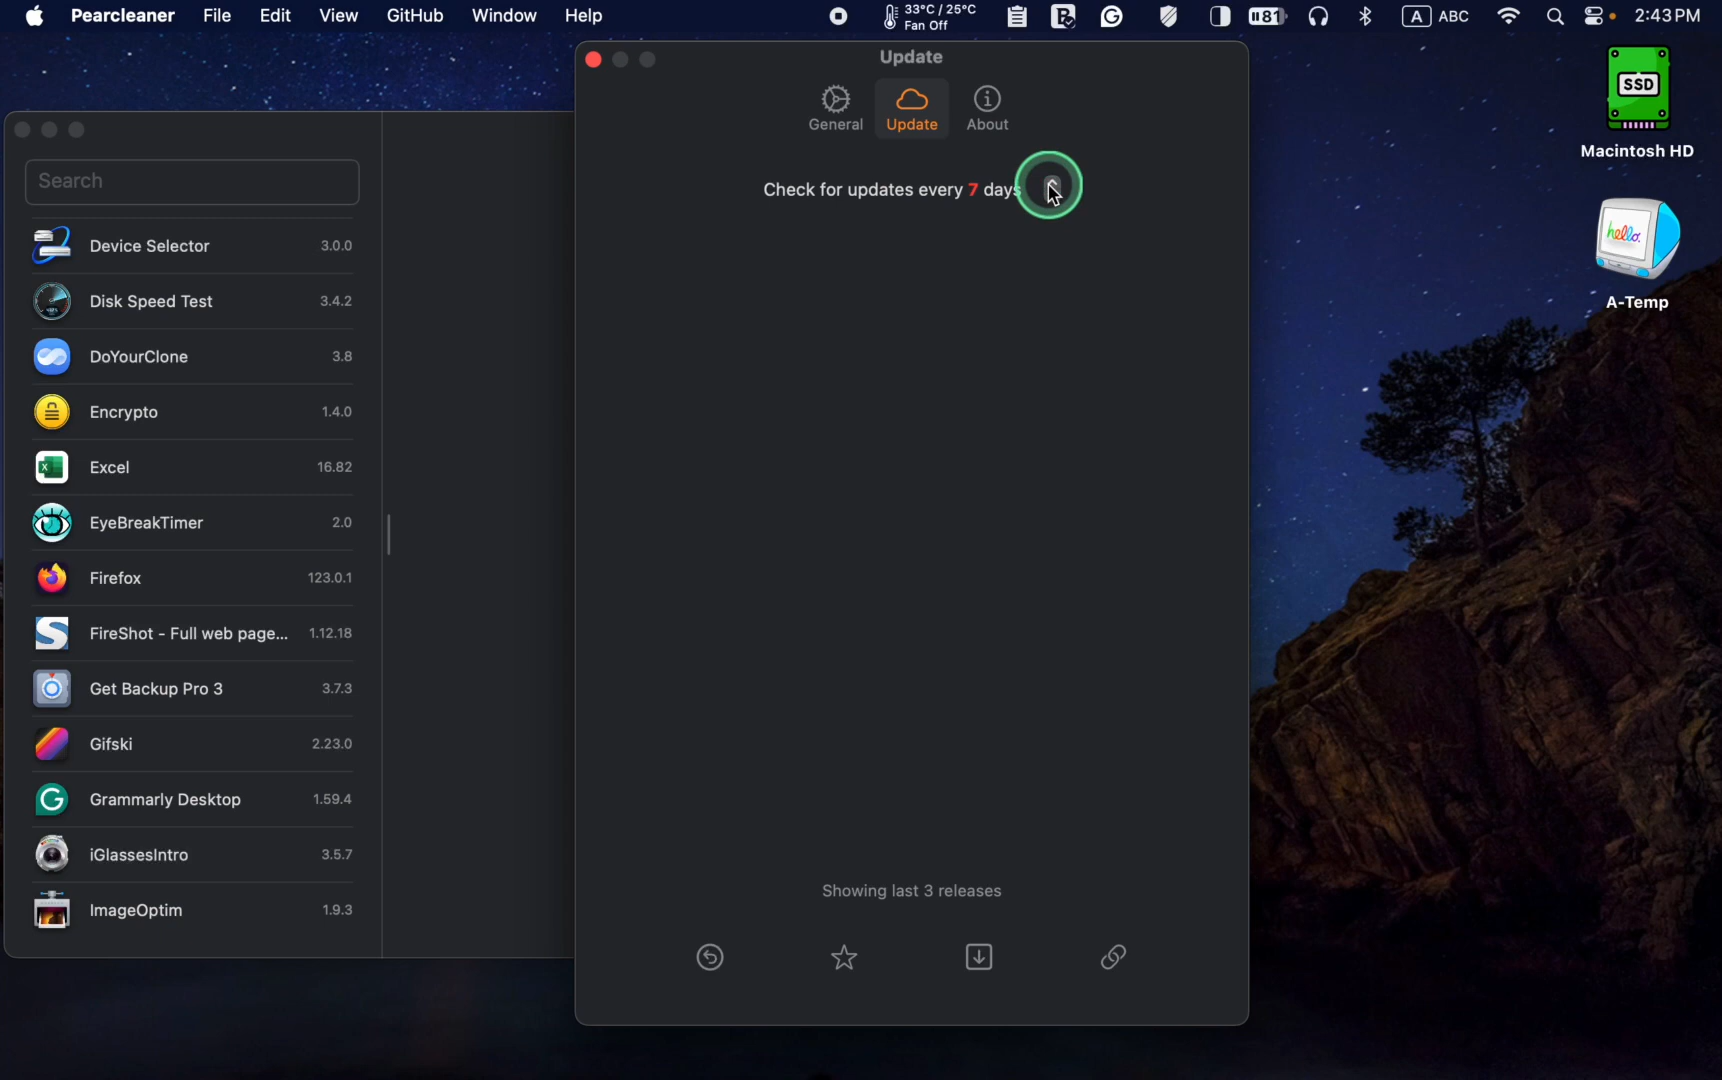 Pearcleaner File Edit View GitHub Window Help
33°C / 25°C
Fan Off
81
A ABC
2:43 PM
Search
Device Selector 3.0.0
Disk Speed Test 3.4.2
DoYourClone 3.8
Encrypto 1.4.0
Excel 16.82
EyeBreakTimer 2.0
Firefox 123.0.1
FireShot - Full web page... 1.12.18
Get Backup Pro 3 3.7.3
Gifski 2.23.0
Grammarly Desktop 1.59.4
iGlassesIntro 3.5.7
ImageOptim 1.9.3
Update
General Update About
Check for updates every 7 days
Showing last 3 releases
SSD
Macintosh HD
hello.
A-Temp